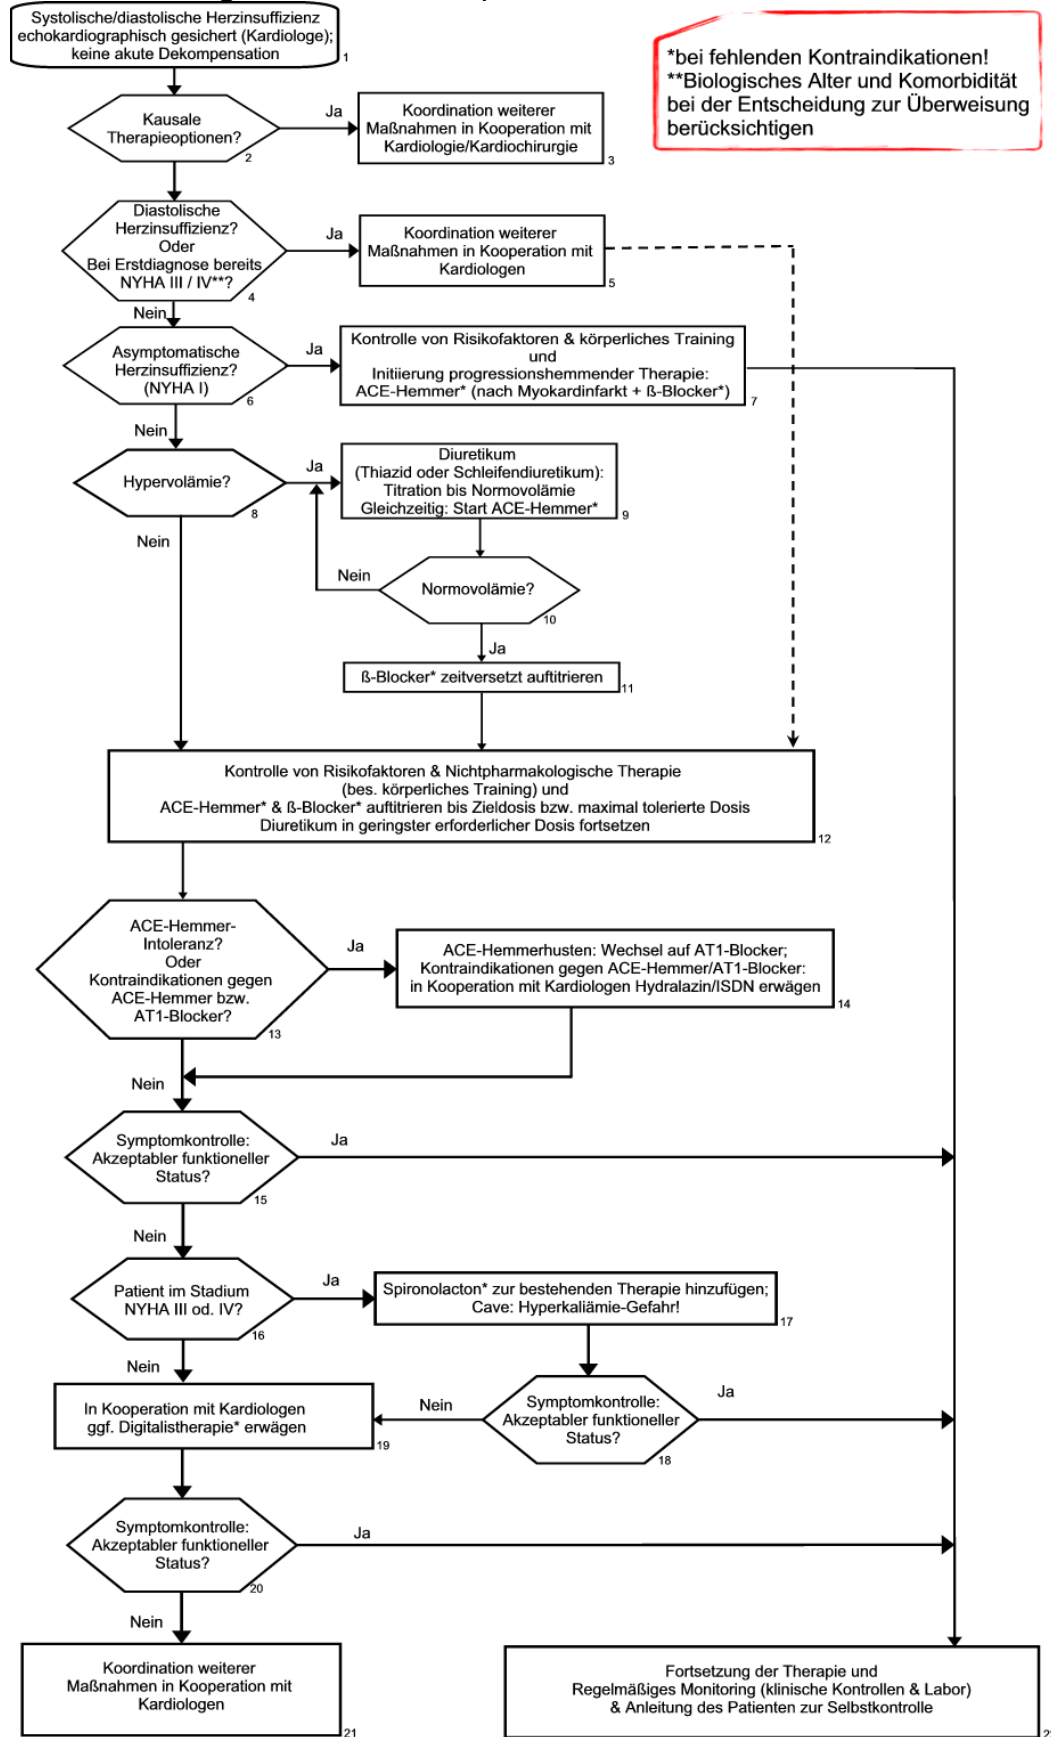 Systolische/diastolische Herzinsuffizienz
echokardiographisch gesichert (Kardiologe);
keine akute Dekompensation
1
*bei fehlenden Kontraindikationen!
**Biologisches Alter und Komorbidität
bei der Entscheidung zur Überweisung
berücksichtigen
Kausale
Therapieoptionen?
2
Ja
Koordination weiterer
Maßnahmen in Kooperation mit
Kardiologie/Kardiochirurgie
3
Diastolische
Herzinsuffizienz?
Oder
Bei Erstdiagnose bereits
NYHA III / IV**?
4
Ja
Koordination weiterer
Maßnahmen in Kooperation mit
Kardiologen
5
Nein
Asymptomatische
Herzinsuffizienz?
(NYHA I)
6
Ja
Kontrolle von Risikofaktoren & körperliches Training
und
Initiierung progressionshemmender Therapie:
ACE-Hemmer* (nach Myokardinfarkt + ß-Blocker*)
7
Nein
Hypervolämie?
8
Ja
Diuretikum
(Thiazid oder Schleifendiuretikum):
Titration bis Normovolämie
Gleichzeitig: Start ACE-Hemmer*
9
Nein
Nein
Normovolämie?
10
Ja
ß-Blocker* zeitversetzt auftitrieren
11
Kontrolle von Risikofaktoren & Nichtpharmakologische Therapie
(bes. körperliches Training) und
ACE-Hemmer* & ß-Blocker* auftitrieren bis Zieldosis bzw. maximal tolerierte Dosis
Diuretikum in geringster erforderlicher Dosis fortsetzen
12
ACE-Hemmer-
Intoleranz?
Oder
Kontraindikationen gegen
ACE-Hemmer bzw.
AT1-Blocker?
13
Ja
ACE-Hemmerhusten: Wechsel auf AT1-Blocker;
Kontraindikationen gegen ACE-Hemmer/AT1-Blocker:
in Kooperation mit Kardiologen Hydralazin/ISDN erwägen
14
Nein
Symptomkontrolle:
Akzeptabler funktioneller
Status?
15
Ja
Nein
Patient im Stadium
NYHA III od. IV?
16
Ja
Spironolacton* zur bestehenden Therapie hinzufügen;
Cave: Hyperkaliämie-Gefahr!
17
Nein
In Kooperation mit Kardiologen
ggf. Digitalistherapie* erwägen
19
Nein
Symptomkontrolle:
Akzeptabler funktioneller
Status?
18
Ja
Symptomkontrolle:
Akzeptabler funktioneller
Status?
20
Ja
Nein
Koordination weiterer
Maßnahmen in Kooperation mit
Kardiologen
21
Fortsetzung der Therapie und
Regelmäßiges Monitoring (klinische Kontrollen & Labor)
& Anleitung des Patienten zur Selbstkontrolle